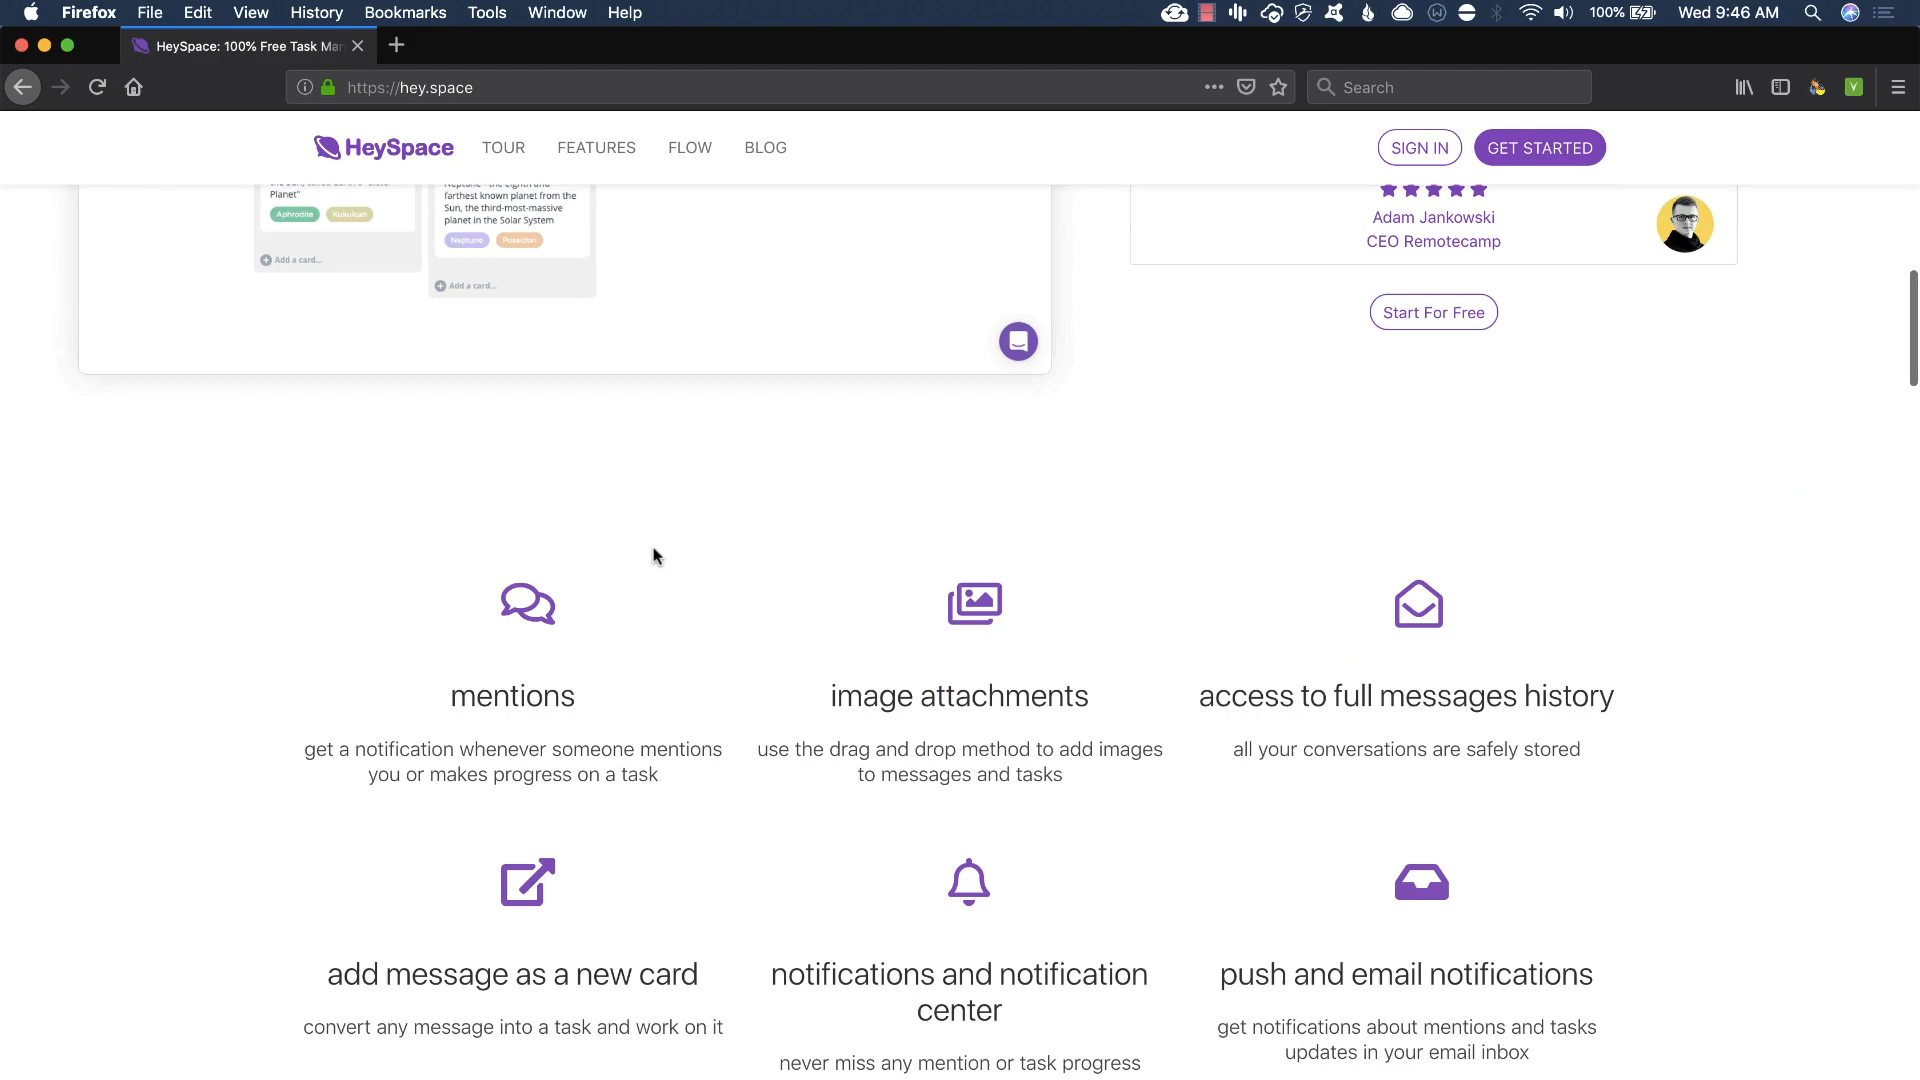 Firefox File Edit View History Bookmarks Tools Window Help 100% Wed 9:46 AM
HeySpace: 100% Free Task Mar
https://hey.space
Search
HeySpace TOUR FEATURES FLOW BLOG SIGN IN GET STARTED
Planet"
Aphrodite Kukulcan
Add a card...
farthest known planet from the
Sun, the third-most-massive
planet in the Solar System
Neptune Poseidon
Add a card...
Adam Jankowski
CEO Remotecamp
Start For Free
mentions
get a notification whenever someone mentions
you or makes progress on a task
image attachments
use the drag and drop method to add images
to messages and tasks
access to full messages history
all your conversations are safely stored
add message as a new card
convert any message into a task and work on it
notifications and notification
center
never miss any mention or task progress
push and email notifications
get notifications about mentions and tasks
updates in your email inbox